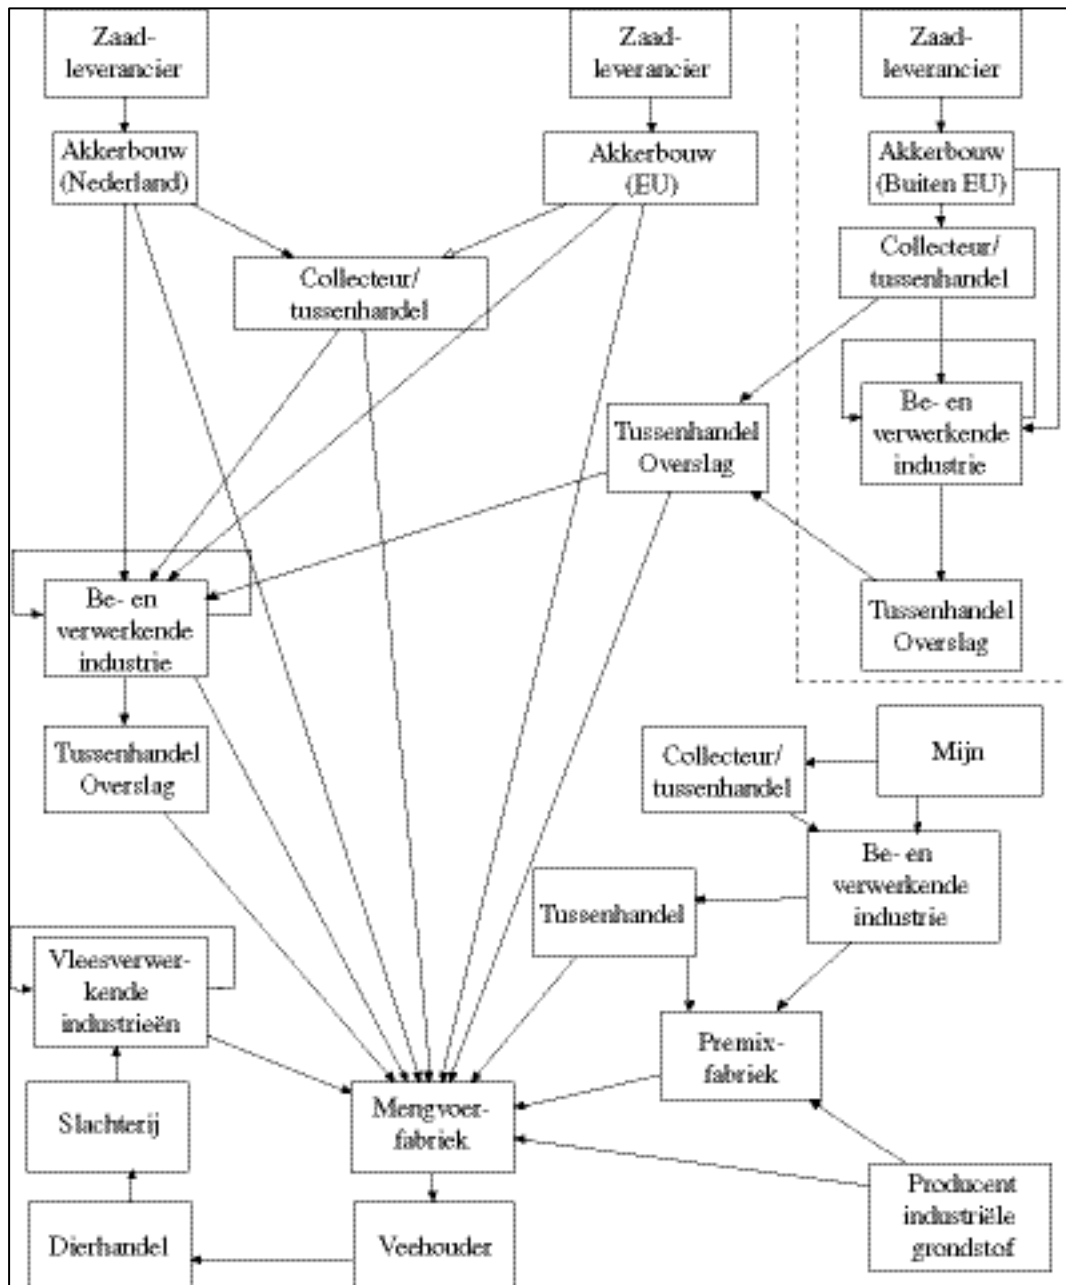 Zaad-
leverancier
Zaad-
leverancier
Zaad-
leverancier
Akkerbouw
(Nederland)
Akkerbouw
(EU)
Akkerbouw
(Buiten EU)
Collecteur/
tussenhandel
Collecteur/
tussenhandel
Tussenhandel
Overslag
Be- en
verwerkende
industrie
Be- en
verwerkende
industrie
Tussenhandel
Overslag
Tussenhandel
Overslag
Collecteur/
tussenhandel
Mijn
Be- en
verwerkende
industrie
Tussenhandel
Vleesverwer-
kende
industrieën
Premix-
fabriek
Slachterij
Mengvoer-
fabriek
Producent
industriële
grondstof
Dierhandel
Veehouder